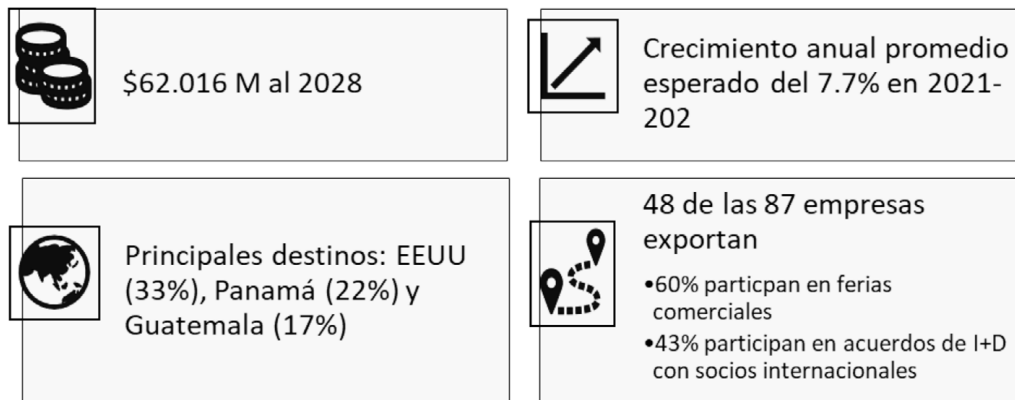 $62.016 M al 2028
Crecimiento anual promedio
esperado del 7.7% en 2021-
202
Principales destinos: EEUU
(33%), Panamá (22%) y
Guatemala (17%)
48 de las 87 empresas
exportan
•60% particpan en ferias
comerciales
•43% participan en acuerdos de I+D
con socios internacionales